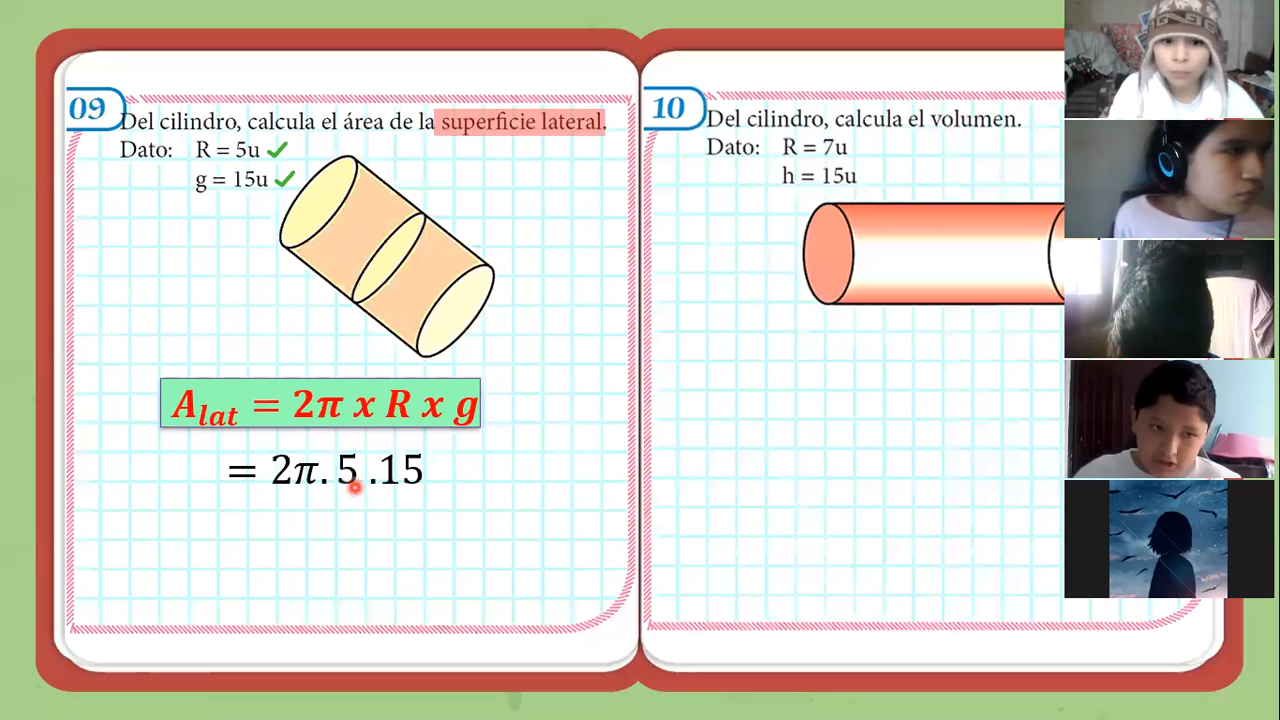 09
Del cilindro, calcula el área de la superficie lateral.
Dato: R = 5u
g = 15u
A_lat = 2π x R x g
= 2π. 5 .15
10
Del cilindro, calcula el volumen.
Dato: R = 7u
h = 15u